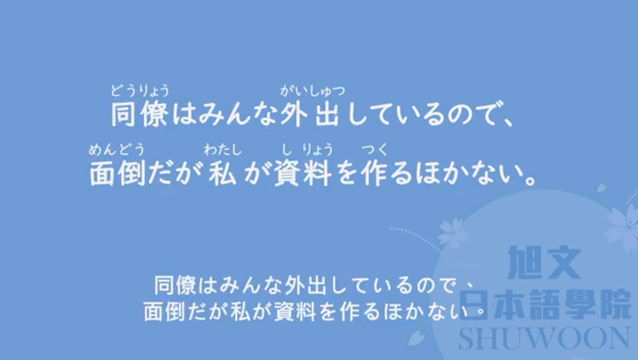 どうりょう がいしゅつ
同僚はみんな外出しているので、
めんどう わたし しりょう つく
面倒だが私が資料を作るほかない。
同僚はみんな外出しているので、
面倒だが私が資料を作るほかない。
旭文
日本語學院
SHUWOON